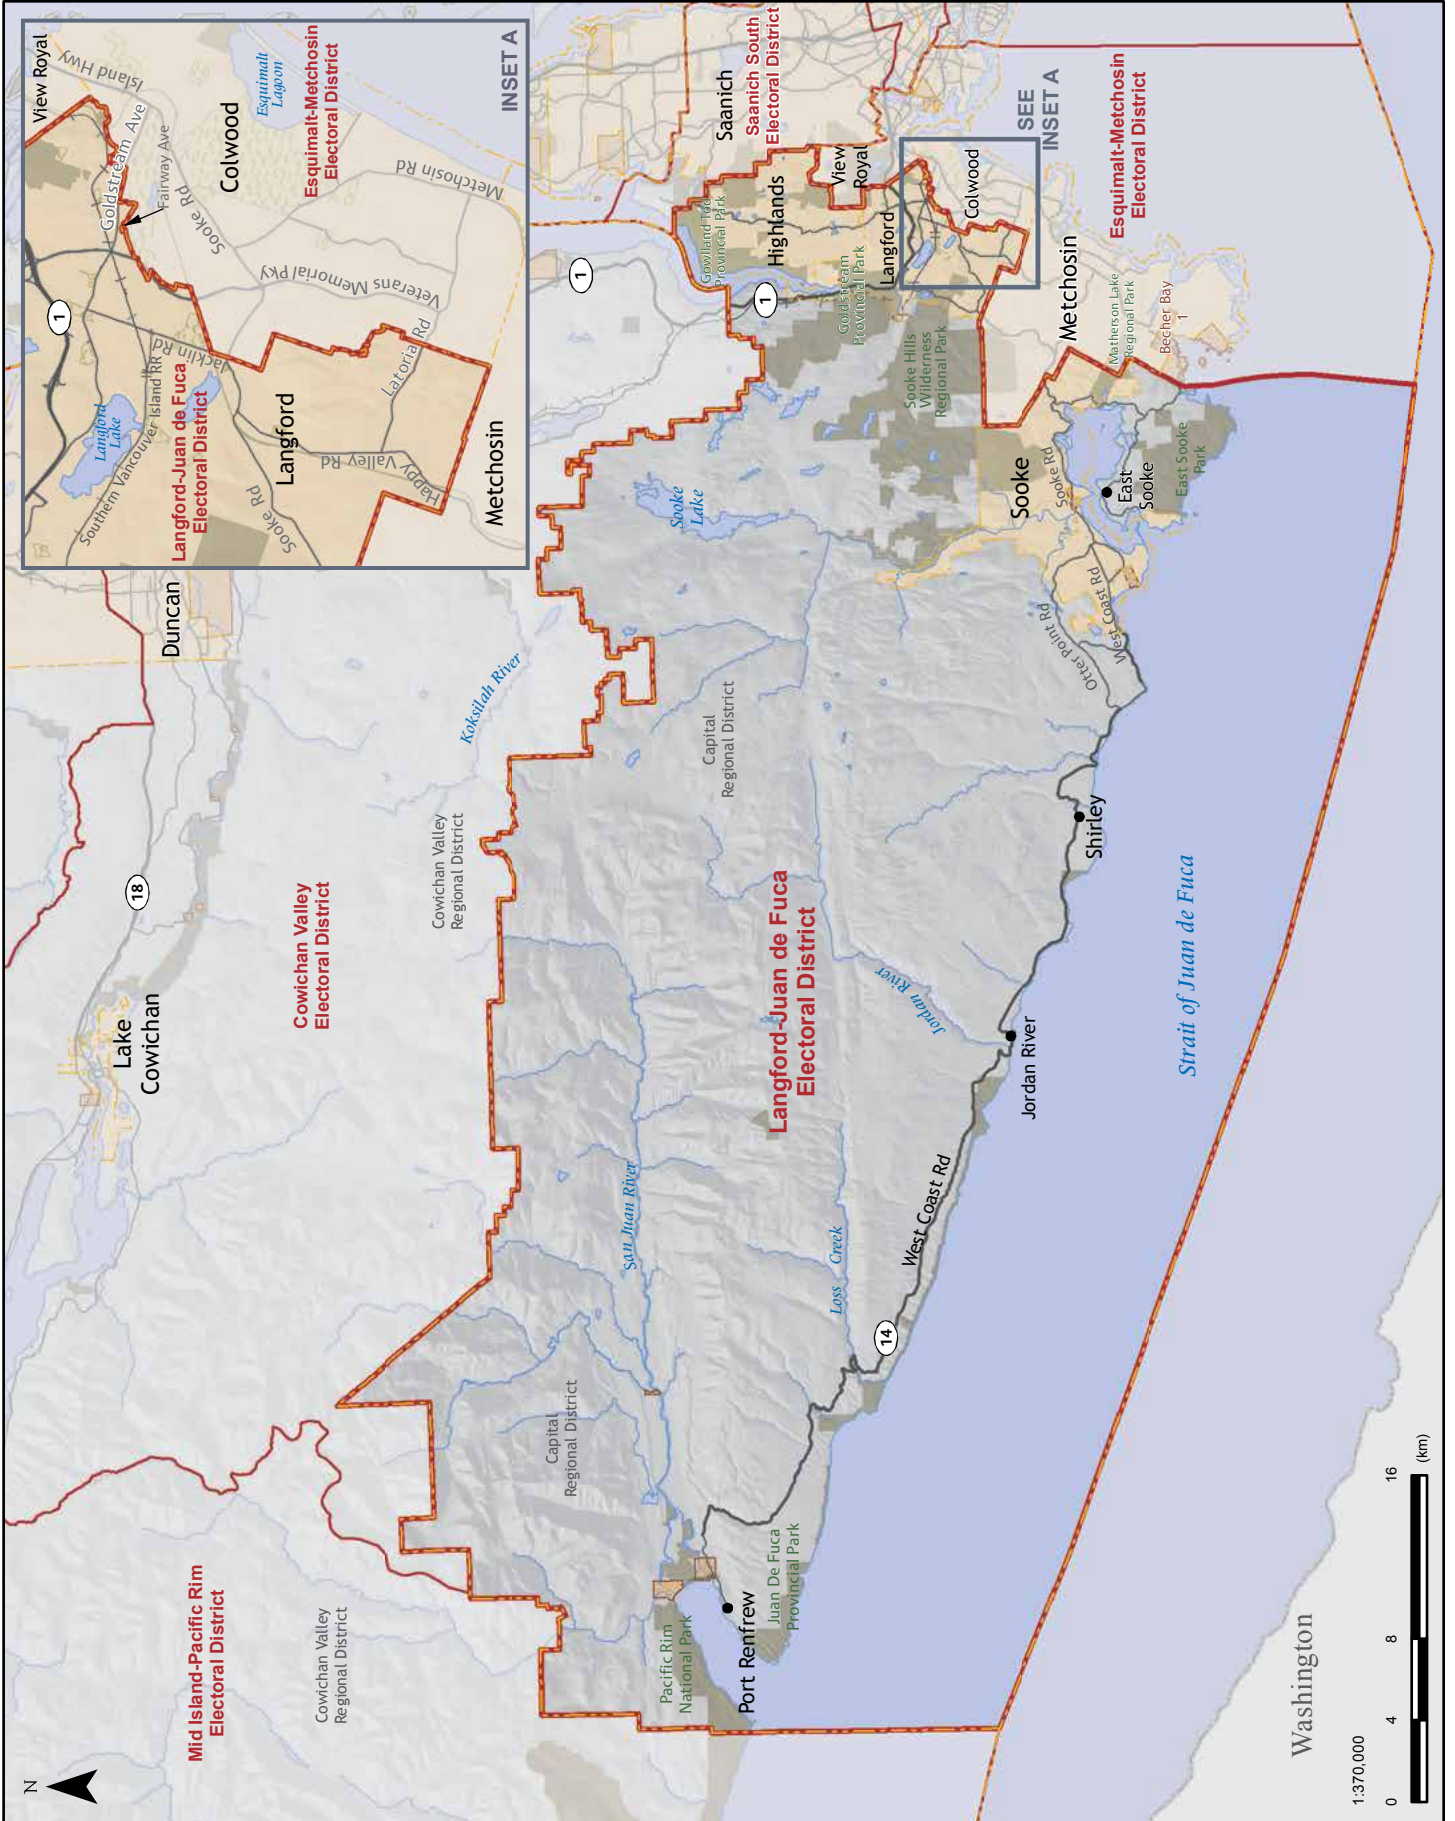 N
Mid Island-Pacific Rim
Electoral District
Cowichan Valley
Regional District
Lake
Cowichan
18
Cowichan Valley
Electoral District
Cowichan Valley
Regional District
Duncan
Koksilah River
View Royal
Island Hwy
Goldstream Ave
Fairway Ave
Sooke Rd
Colwood
Esquimalt
Lagoon
Esquimalt-Metchosin
Electoral District
INSET A
Metchosin Rd
Veterans Memorial Pky
1
Langford
Lake
Southern Vancouver Island RR
Jacklin Rd
Langford-Juan de Fuca
Electoral District
Latoria Rd
Langford
Happy Valley Rd
Sooke Rd
Metchosin
Saanich
Saanich South
Electoral District
1
Gowlland Tod
Provincial Park
Highlands
View
Royal
1
Goldstream
Provincial Park
Langford
Colwood
SEE
INSET A
Esquimalt-Metchosin
Electoral District
Sooke Hills
Wilderness
Regional Park
Metchosin
Matherson Lake
Regional Park
Becher Bay
1
Sooke
Lake
Sooke
Sooke Rd
East
Sooke
East Sooke
Park
Otter Point Rd
West Coast Rd
Capital
Regional District
Langford-Juan de Fuca
Electoral District
Jordan River
Shirley
Jordan River
San Juan River
Loss Creek
West Coast Rd
14
Capital
Regional District
Pacific Rim
National Park
Port Renfrew
Juan De Fuca
Provincial Park
Strait of Juan de Fuca
Washington
1:370,000
0 4 8 16
(km)